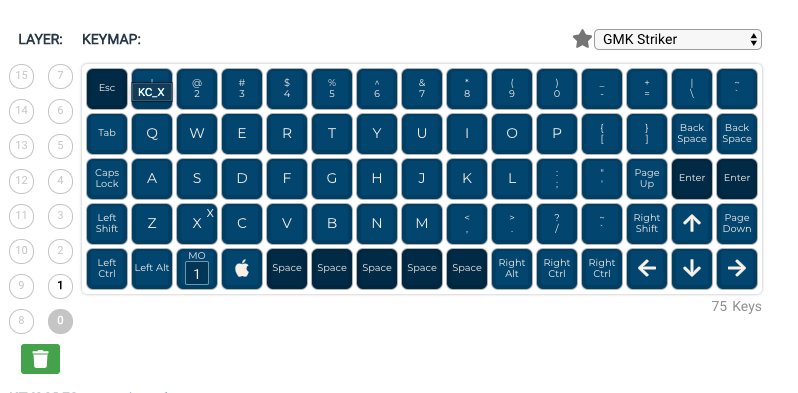 LAYER: KEYMAP: GMK Striker
15 7
14 6
13 5
12 4
11 3
10 2
9 1
8 0
Esc ! KC_X @ 2 # 3 $ 4 % 5 ^ 6 & 7 * 8 ( 9 ) 0 _ - + = | \ ~ `
Tab Q W E R T Y U I O P { [ } ] Back Space Back Space
Caps Lock A S D F G H J K L : ; " ' Page Up Enter Enter
Left Shift Z X X C V B N M < , > . ? / ~ ` Right Shift ↑ Page Down
Left Ctrl Left Alt MO 1 Space Space Space Space Space Right Alt Right Ctrl Right Ctrl ← ↓ →
75 Keys